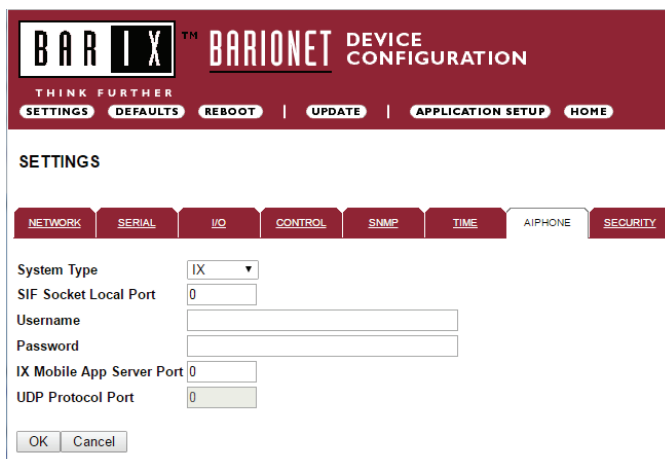 BARIX ™ BARIONET DEVICE CONFIGURATION
THINK FURTHER
SETTINGS DEFAULTS REBOOT | UPDATE | APPLICATION SETUP HOME
SETTINGS
NETWORK SERIAL I/O CONTROL SNMP TIME AIPHONE SECURITY
System Type IX
SIF Socket Local Port 0
Username
Password
IX Mobile App Server Port 0
UDP Protocol Port 0
OK Cancel